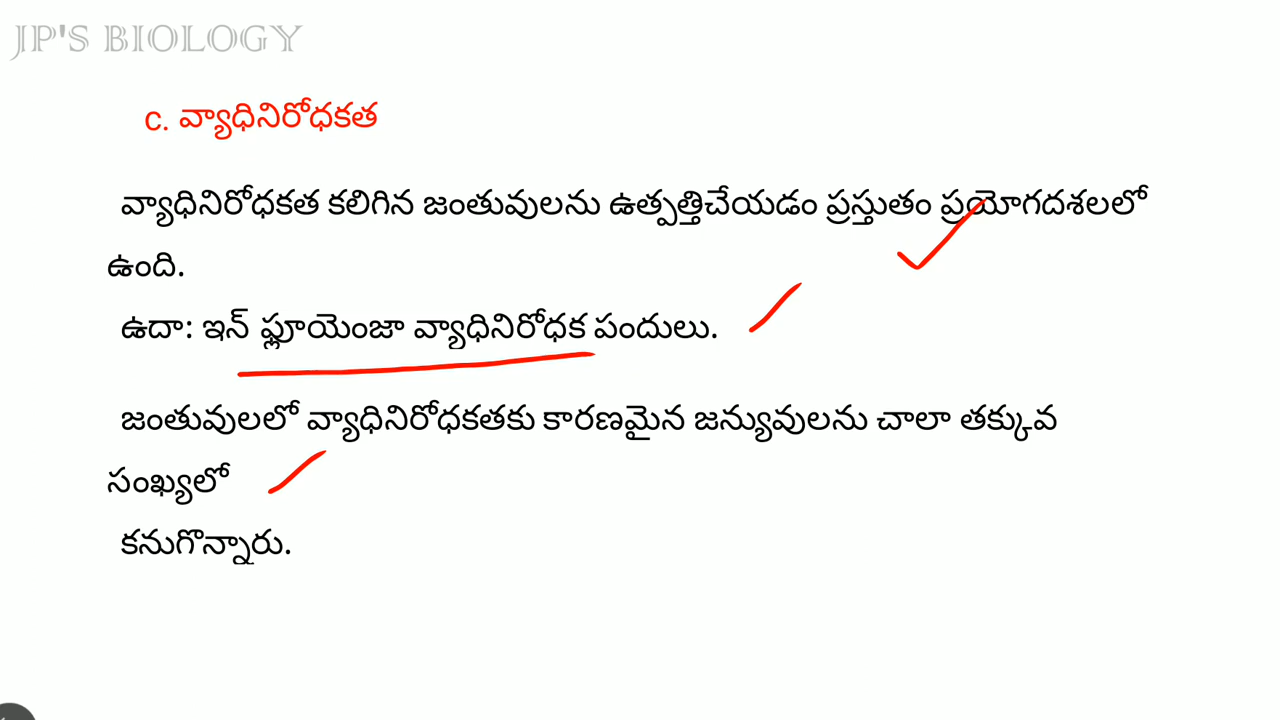 JP'S BIOLOGY
c. వ్యాధినిరోధకత
వ్యాధినిరోధకత కలిగిన జంతువులను ఉత్పత్తిచేయడం ప్రస్తుతం ప్రయోగదశలలో
ఉంది.
ఉదా: ఇన్ ఫ్లూయెంజా వ్యాధినిరోధక పందులు.
జంతువులలో వ్యాధినిరోధకతకు కారణమైన జన్యువులను చాలా తక్కువ
సంఖ్యలో
కనుగొన్నారు.